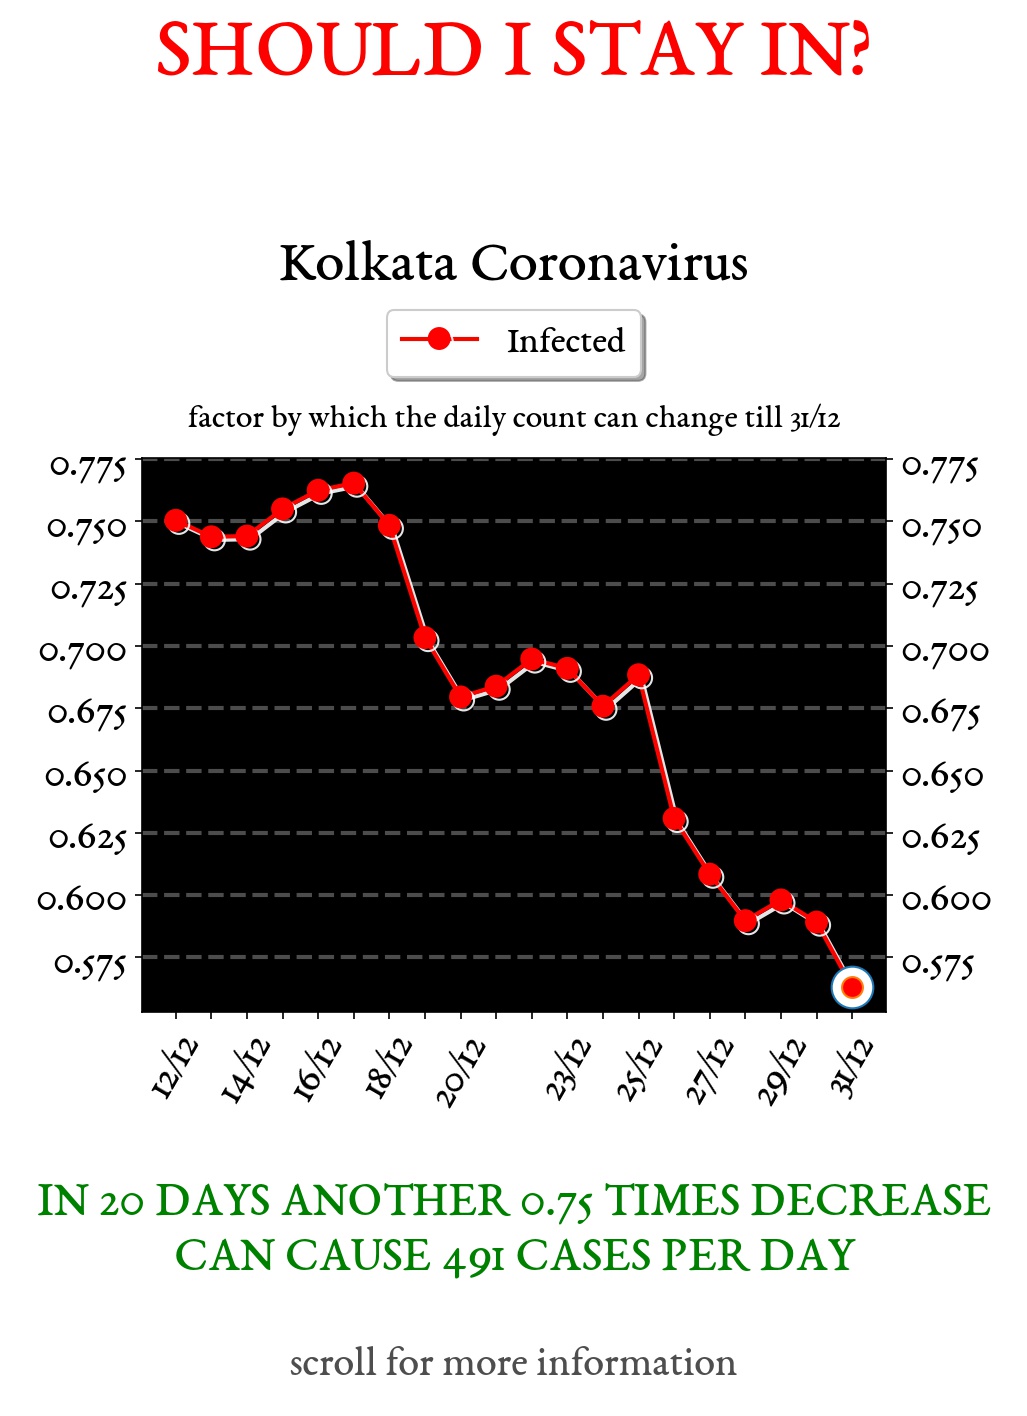 SHOULD I STAY IN?
Kolkata Coronavirus
Infected
factor by which the daily count can change till 31/12
0.775 0.775
0.750 0.750
0.725 0.725
0.700 0.700
0.675 0.675
0.650 0.650
0.625 0.625
0.600 0.600
0.575 0.575
12/12 14/12 16/12 18/12 20/12 23/12 25/12 27/12 29/12 31/12
IN 20 DAYS ANOTHER 0.75 TIMES DECREASE
CAN CAUSE 491 CASES PER DAY
scroll for more information